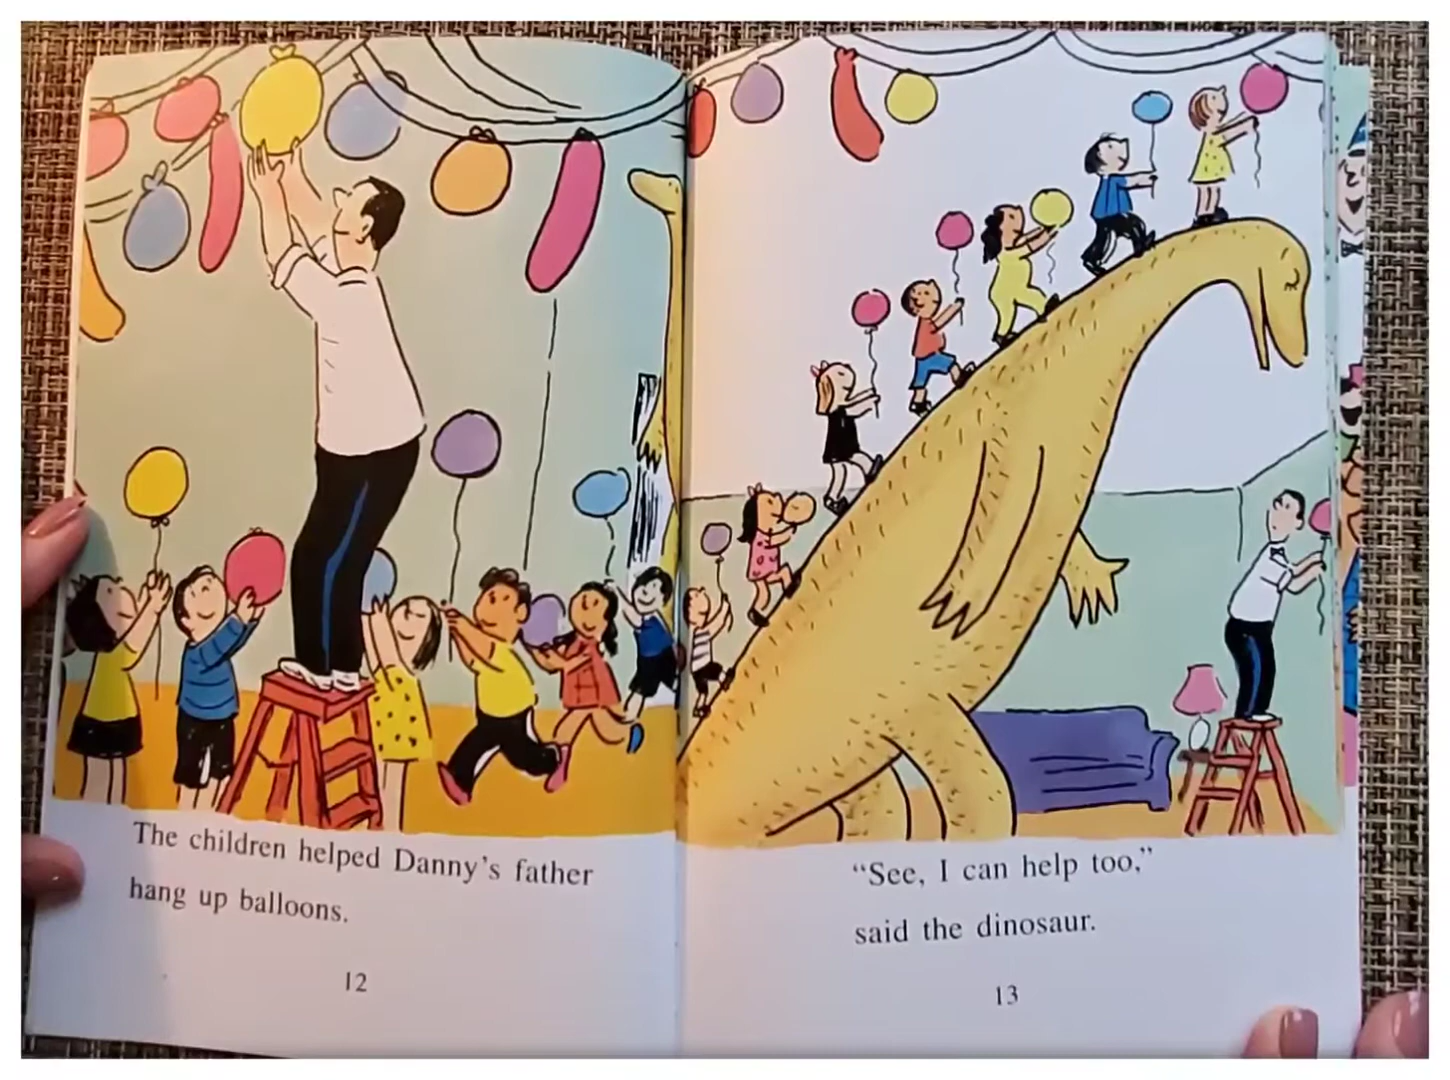 The children helped Danny's father
hang up balloons.
12
“See, I can help too,”
said the dinosaur.
13